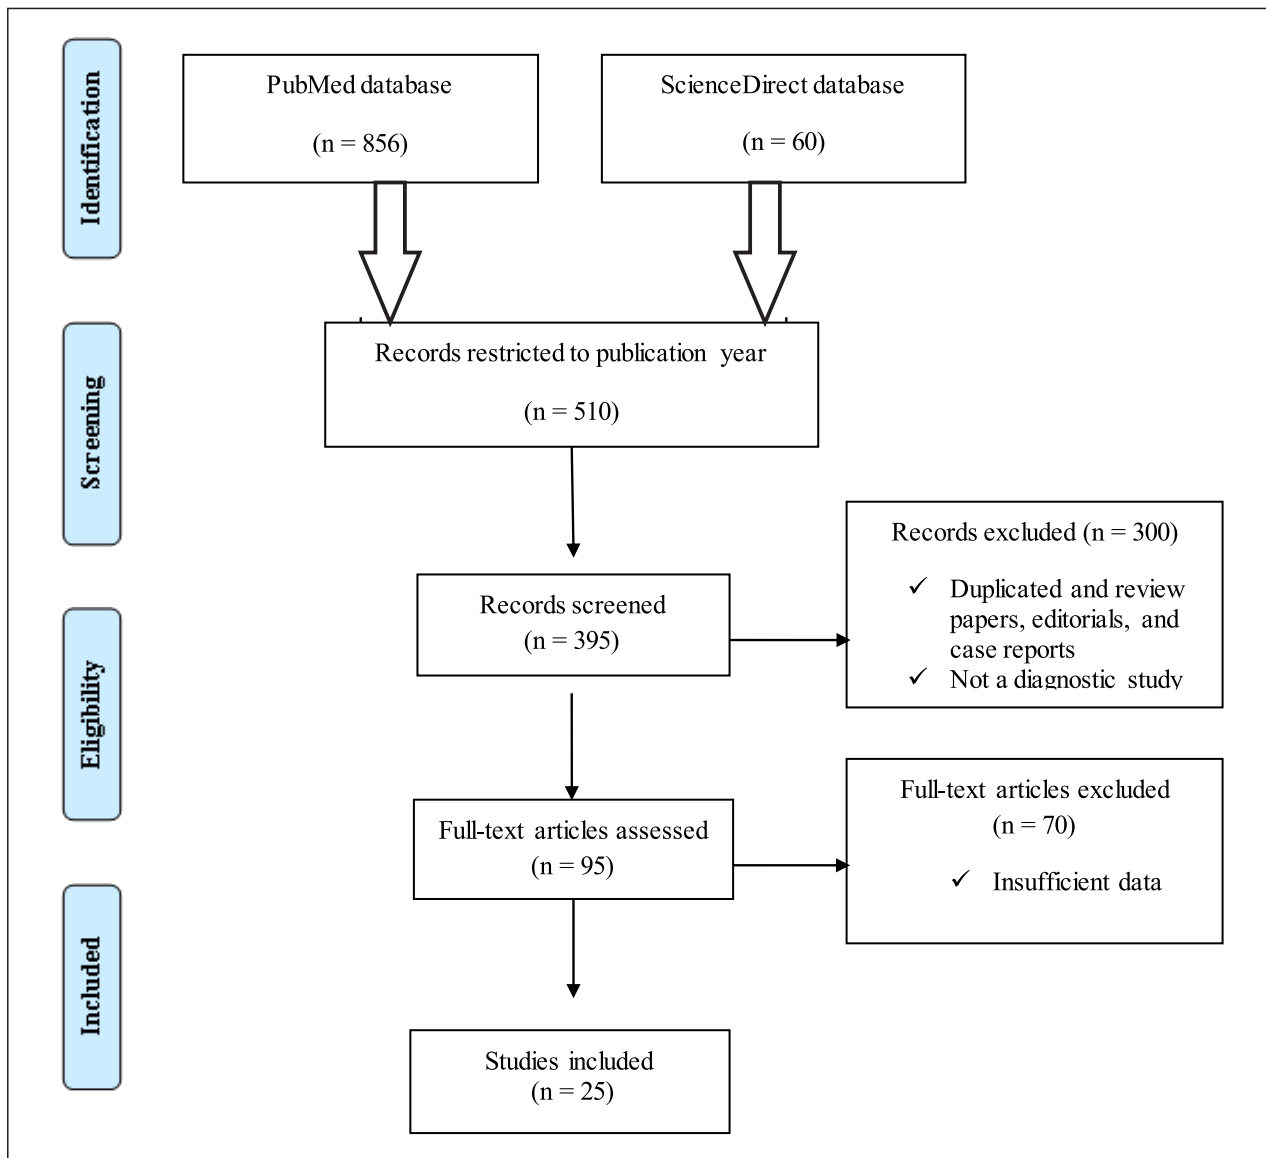 Identification
PubMed database
(n = 856)
ScienceDirect database
(n = 60)
Screening
Records restricted to publication year
(n = 510)
Records screened
(n = 395)
Records excluded (n = 300)
✓ Duplicated and review
papers, editorials, and
case reports
✓ Not a diagnostic study
Eligibility
Full-text articles assessed
(n = 95)
Full-text articles excluded
(n = 70)
✓ Insufficient data
Included
Studies included
(n = 25)